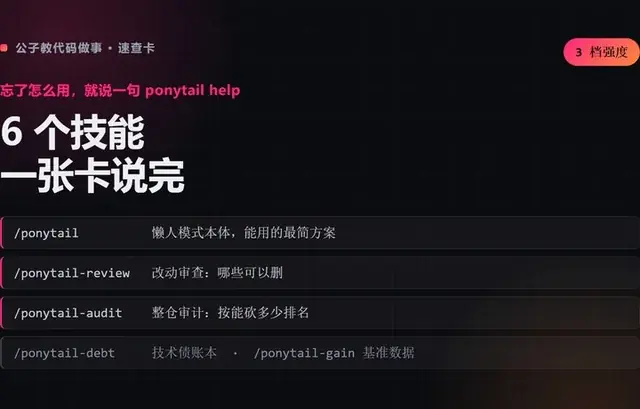 公子教代码做事 • 速查卡
3 档强度
忘了怎么用，就说一句 ponytail help
6 个技能
一张卡说完
/ponytail 懒人模式本体，能用的最简方案
/ponytail-review 改动审查：哪些可以删
/ponytail-audit 整仓审计：按能砍多少排名
/ponytail-debt 技术债账本 · /ponytail-gain 基准数据